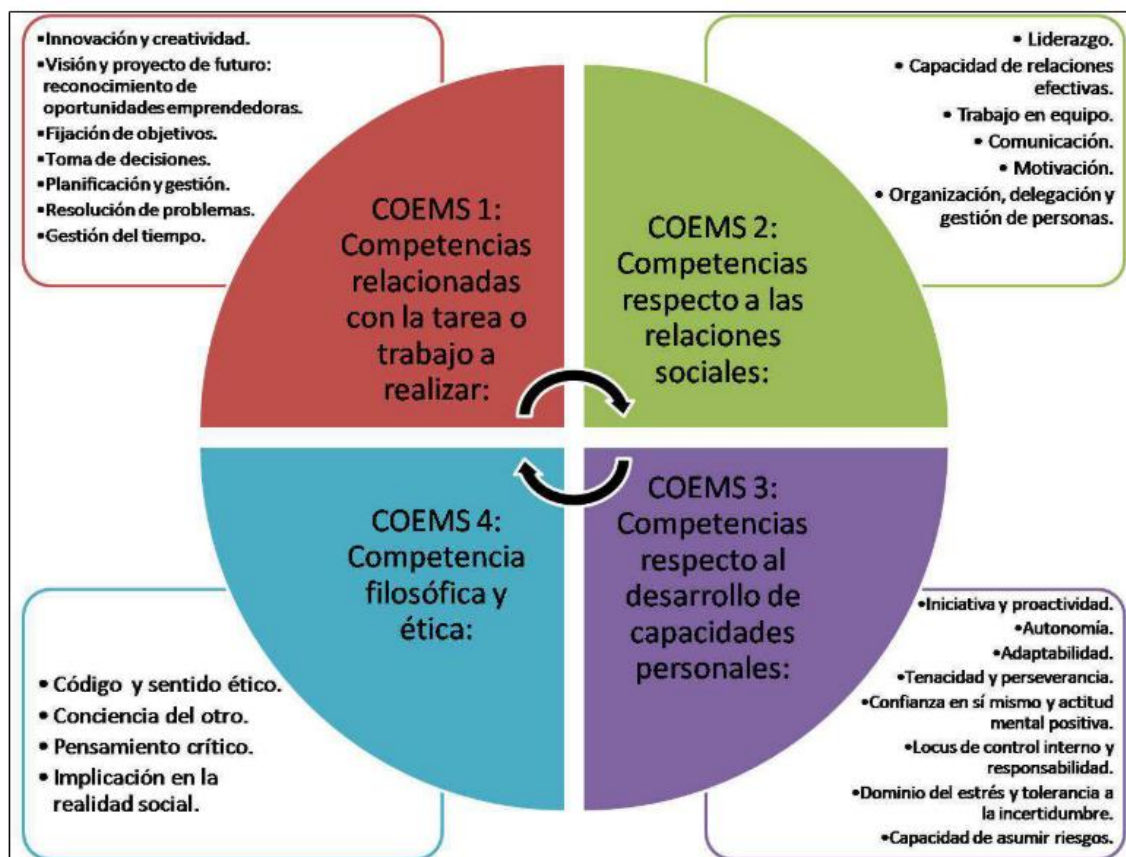 ▪Innovación y creatividad.
▪Visión y proyecto de futuro:
reconocimiento de
oportunidades emprendedoras.
▪Fijación de objetivos.
▪Toma de decisiones.
▪Planificación y gestión.
▪Resolución de problemas.
▪Gestión del tiempo.
COEMS 1:
Competencias
relacionadas
con la tarea o
trabajo a
realizar:
• Liderazgo.
• Capacidad de relaciones
efectivas.
• Trabajo en equipo.
• Comunicación.
• Motivación.
• Organización, delegación y
gestión de personas.
COEMS 2:
Competencias
respecto a las
relaciones
sociales:
COEMS 3:
Competencias
respecto al
desarrollo de
capacidades
personales:
•Iniciativa y proactividad.
•Autonomía.
•Adaptabilidad.
•Tenacidad y perseverancia.
•Confianza en sí mismo y actitud
mental positiva.
•Locus de control interno y
responsabilidad.
•Dominio del estrés y tolerancia a
la incertidumbre.
•Capacidad de asumir riesgos.
COEMS 4:
Competencia
filosófica y
ética:
• Código y sentido ético.
• Conciencia del otro.
• Pensamiento crítico.
• Implicación en la
realidad social.